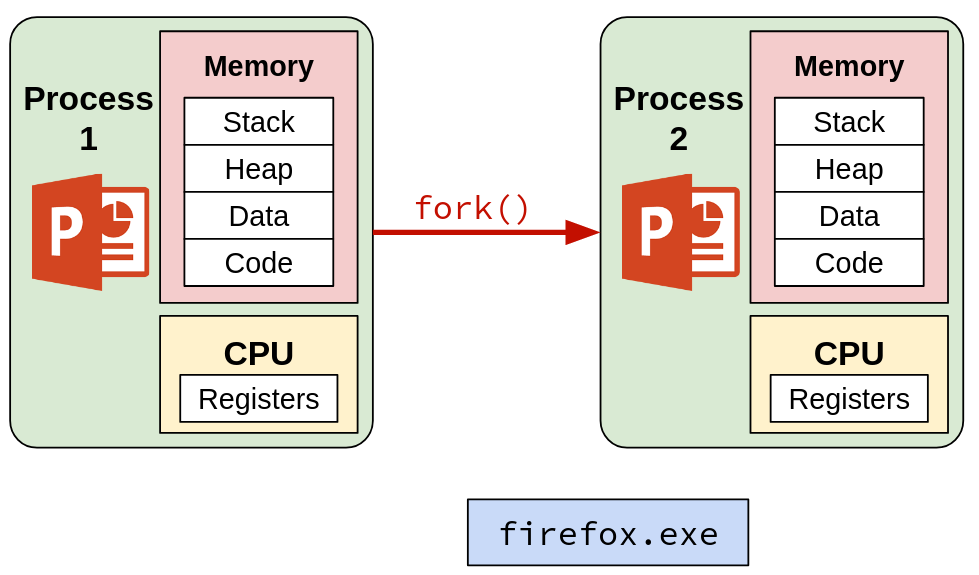 Process
1
Memory
Stack
Heap
Data
Code
CPU
Registers
fork()
Process
2
Memory
Stack
Heap
Data
Code
CPU
Registers
firefox.exe